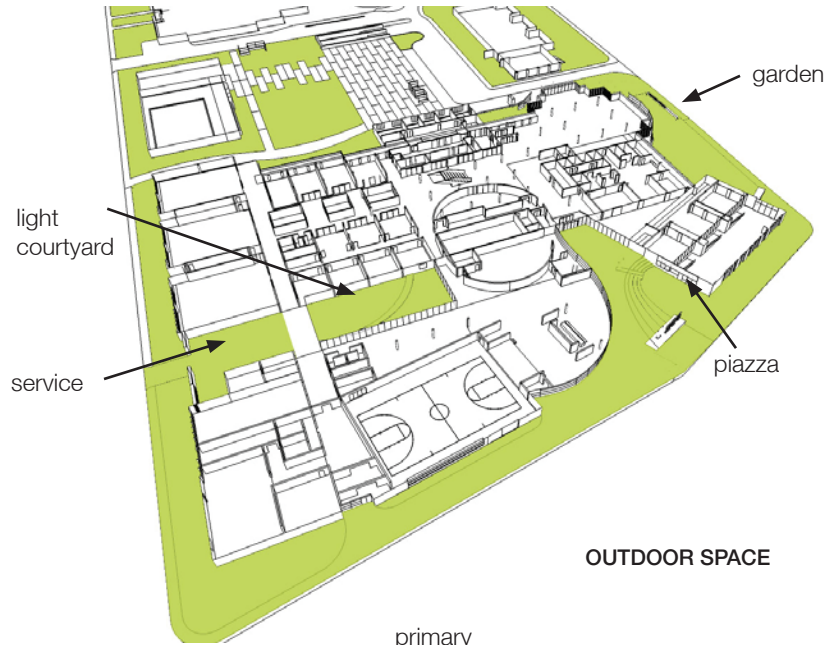 garden
light
courtyard
service
piazza
OUTDOOR SPACE
primary